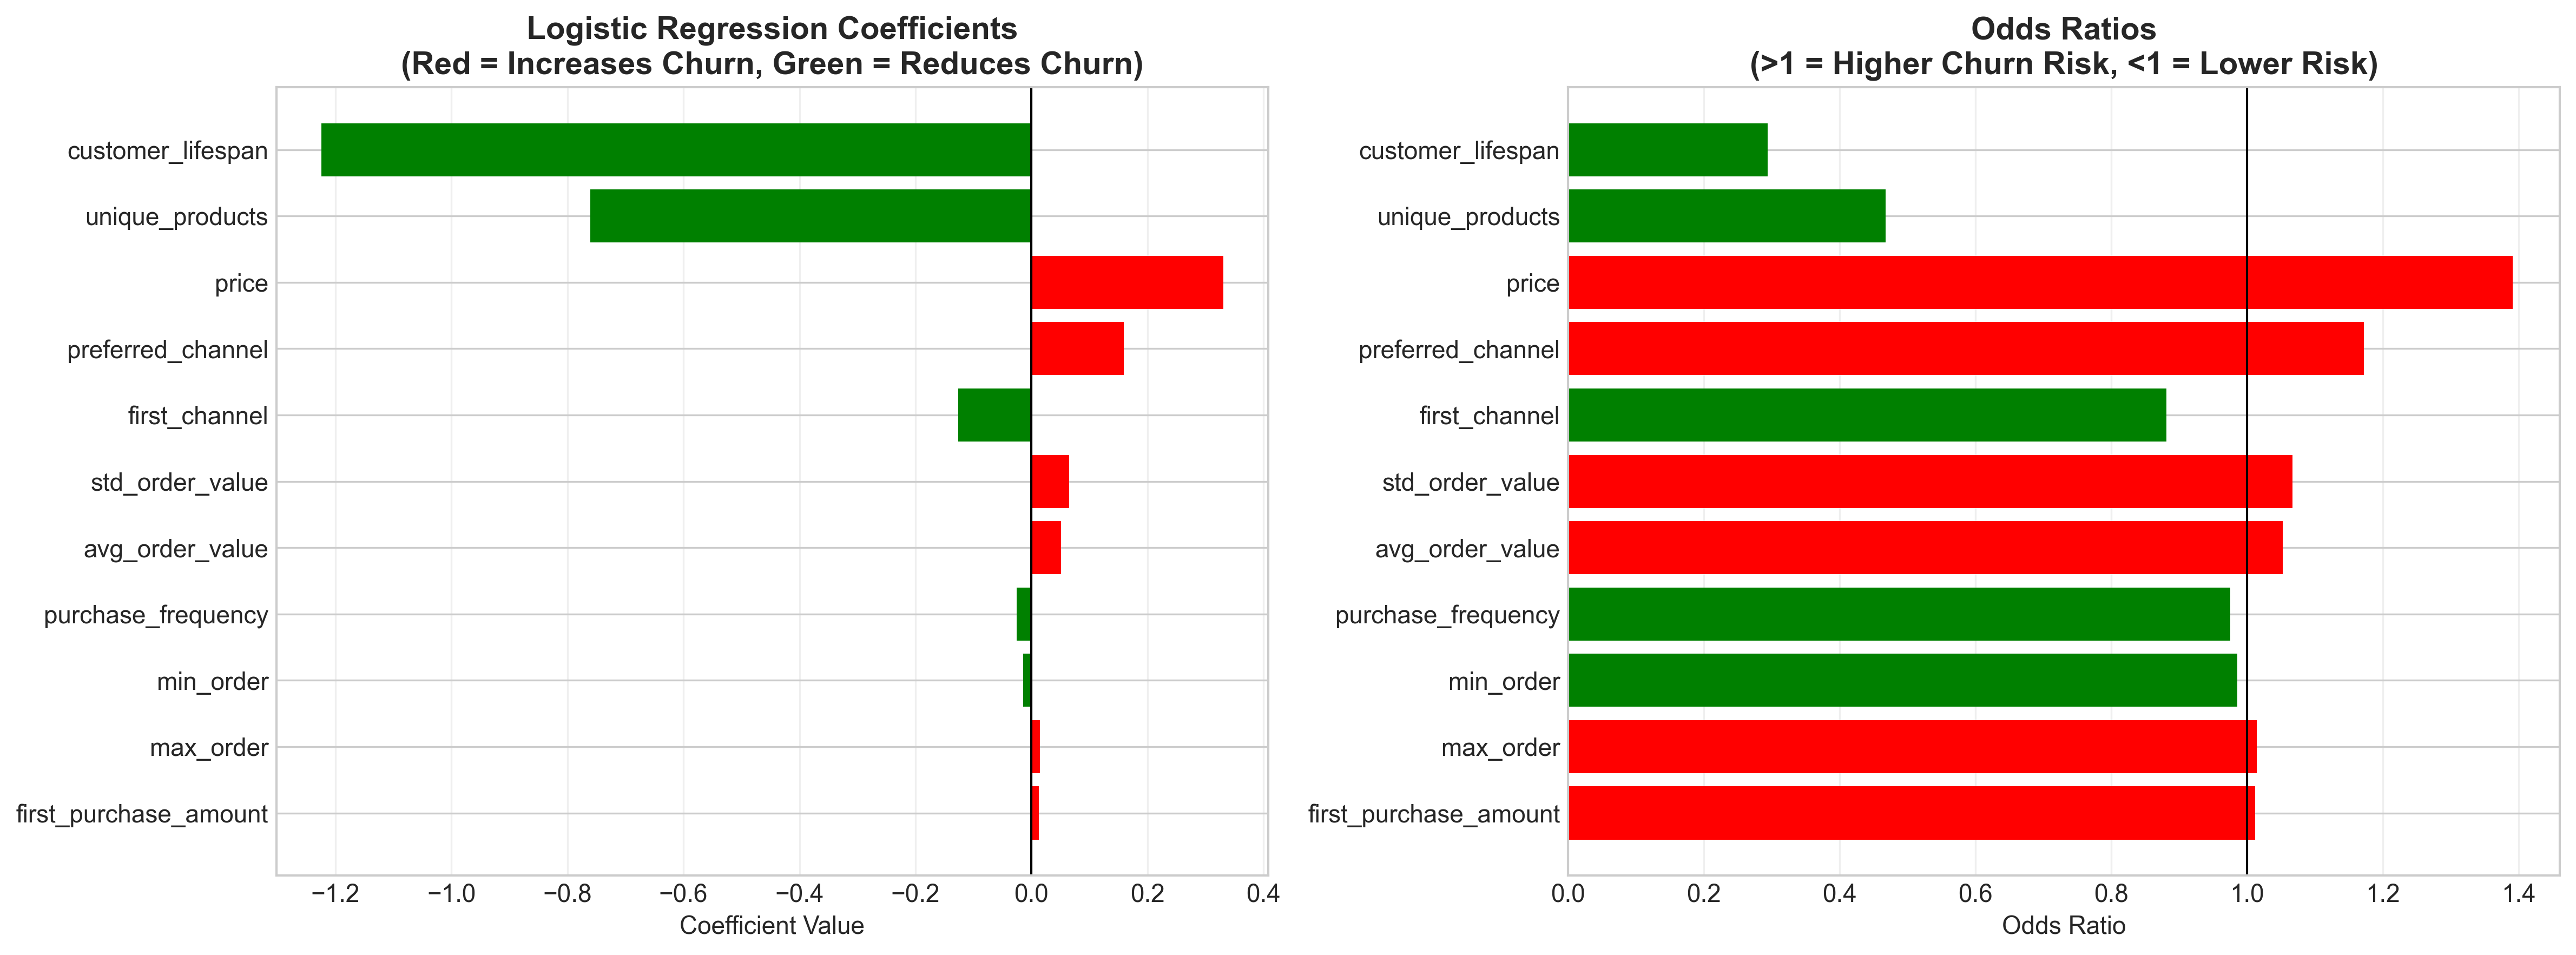 Logistic Regression Coefficients
(Red = Increases Churn, Green = Reduces Churn)
customer_lifespan
unique_products
price
preferred_channel
first_channel
std_order_value
avg_order_value
purchase_frequency
min_order
max_order
first_purchase_amount
−1.2 −1.0 −0.8 −0.6 −0.4 −0.2 0.0 0.2 0.4
Coefficient Value
Odds Ratios
(>1 = Higher Churn Risk, <1 = Lower Risk)
customer_lifespan
unique_products
price
preferred_channel
first_channel
std_order_value
avg_order_value
purchase_frequency
min_order
max_order
first_purchase_amount
0.0 0.2 0.4 0.6 0.8 1.0 1.2 1.4
Odds Ratio